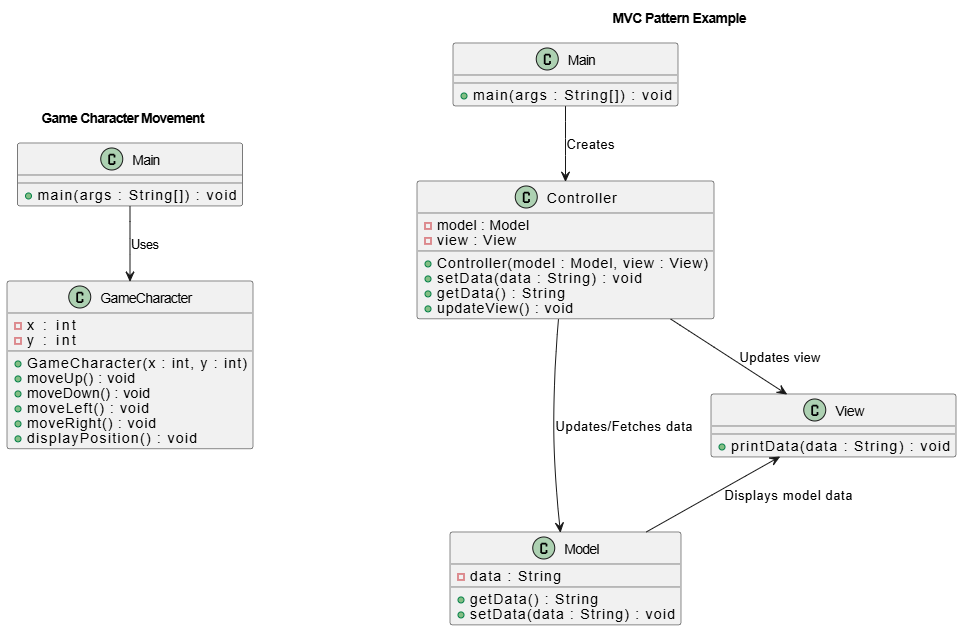 Game Character Movement
C Main
main(args : String[]) : void
Uses
C GameCharacter
x : int
y : int
GameCharacter(x : int, y : int)
moveUp() : void
moveDown() : void
moveLeft() : void
moveRight() : void
displayPosition() : void
MVC Pattern Example
C Main
main(args : String[]) : void
Creates
C Controller
model : Model
view : View
Controller(model : Model, view : View)
setData(data : String) : void
getData() : String
updateView() : void
Updates view
C View
printData(data : String) : void
Updates/Fetches data
Displays model data
C Model
data : String
getData() : String
setData(data : String) : void